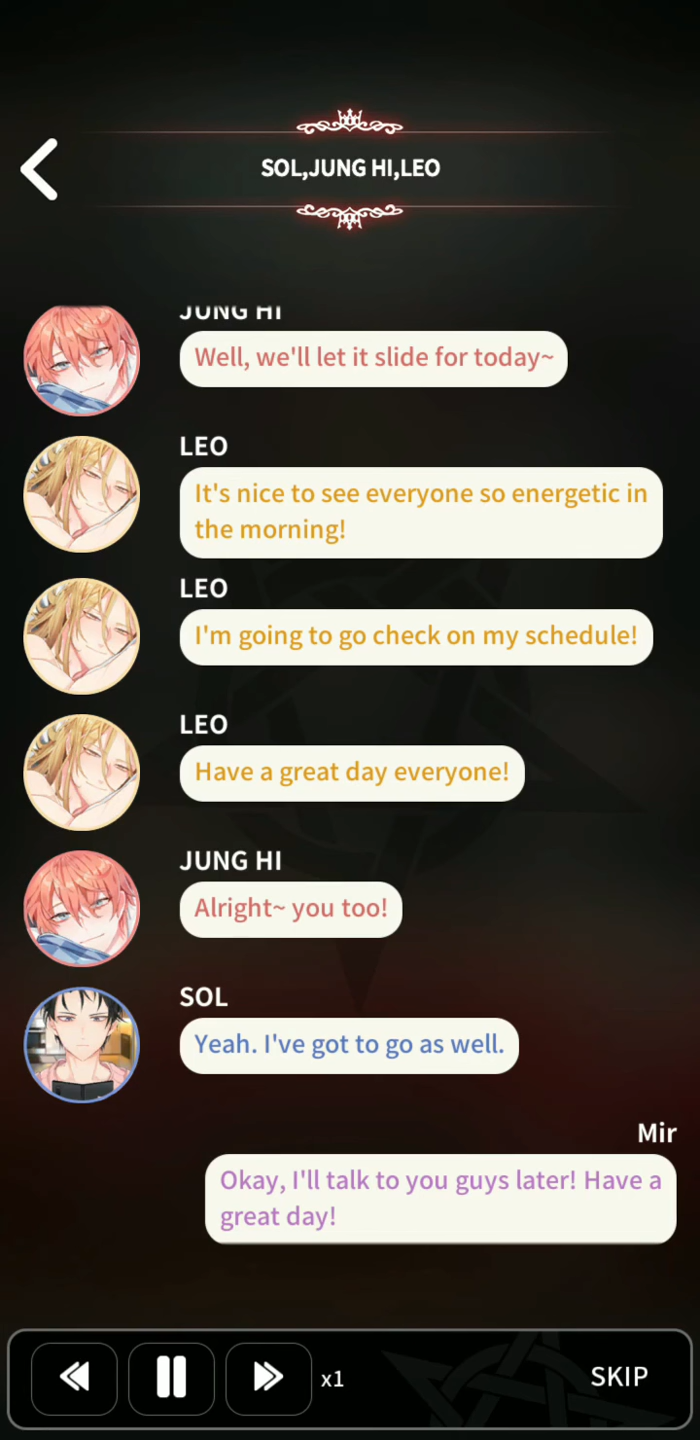 SOL,JUNG HI,LEO
JUNG HI
Well, we'll let it slide for today~
LEO
It's nice to see everyone so energetic in
the morning!
LEO
I'm going to go check on my schedule!
LEO
Have a great day everyone!
JUNG HI
Alright~ you too!
SOL
Yeah. I've got to go as well.
Mir
Okay, I'll talk to you guys later! Have a
great day!
x1
SKIP